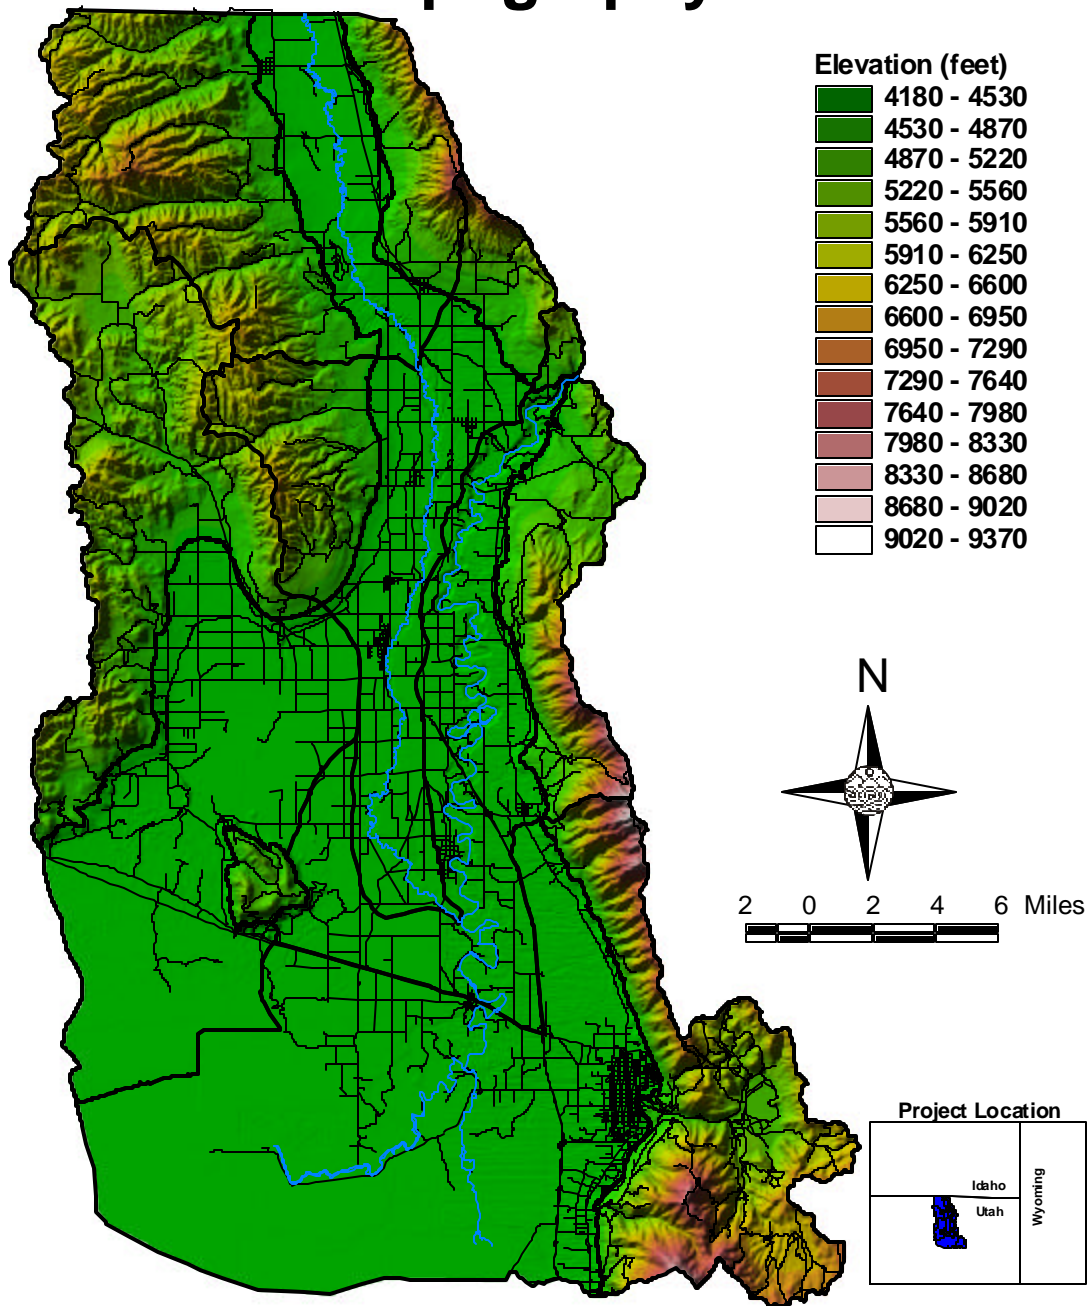 Elevation (feet)
4180 - 4530
4530 - 4870
4870 - 5220
5220 - 5560
5560 - 5910
5910 - 6250
6250 - 6600
6600 - 6950
6950 - 7290
7290 - 7640
7640 - 7980
7980 - 8330
8330 - 8680
8680 - 9020
9020 - 9370
N
2 0 2 4 6 Miles
Project Location
Idaho
Utah
Wyoming